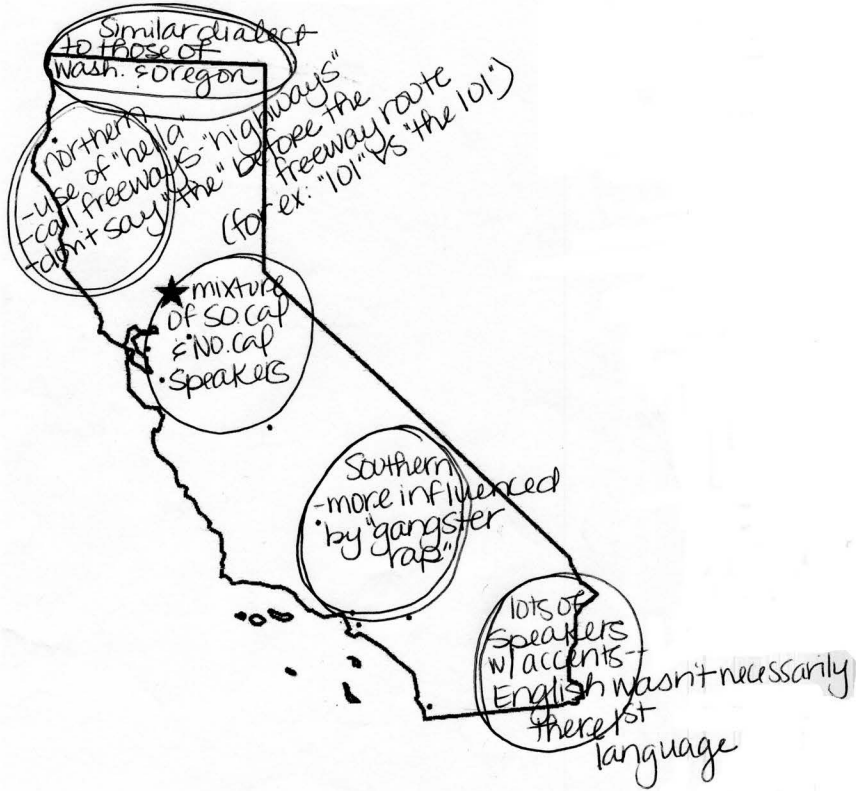 Similar dialect
to those of
wash. & oregon
northern
-use of "hella"
-call freeways-"highways"
-don't say "the" before the
freeway route
(for ex: "101" vs "the 101")
mixture
of SO.cal
& NO.cal
speakers
Southern
-more influenced
by "gangster
rap"
lots of
speakers
w/ accents-
English wasn't necessarily
there 1st
language